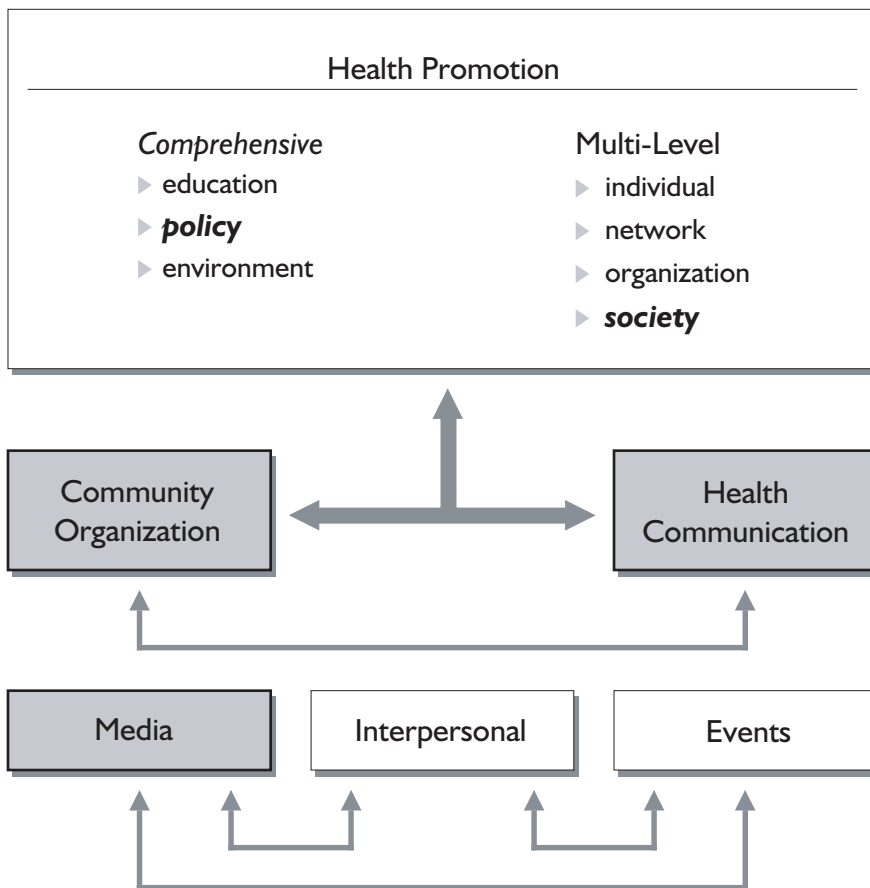 Health Promotion
Comprehensive
education
policy
environment
Multi-Level
individual
network
organization
society
Community
Organization
Health
Communication
Media
Interpersonal
Events